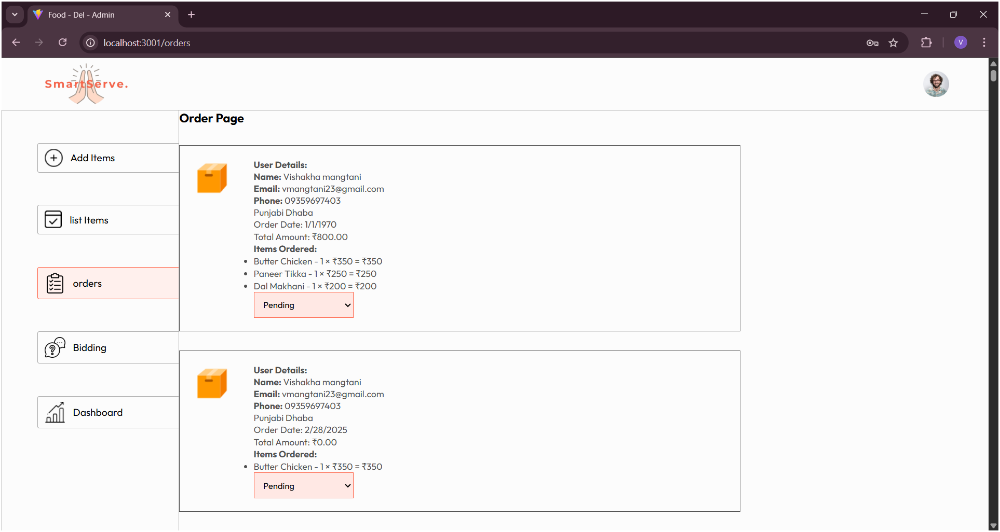 Food - Del - Admin
localhost:3001/orders
V
SmartServe.
Order Page
Add Items
list Items
orders
Bidding
Dashboard
User Details:
Name: Vishakha mangtani
Email: vmangtani23@gmail.com
Phone: 09359697403
Punjabi Dhaba
Order Date: 1/1/1970
Total Amount: ₹800.00
Items Ordered:
• Butter Chicken - 1 × ₹350 = ₹350
• Paneer Tikka - 1 × ₹250 = ₹250
• Dal Makhani - 1 × ₹200 = ₹200
Pending
User Details:
Name: Vishakha mangtani
Email: vmangtani23@gmail.com
Phone: 09359697403
Punjabi Dhaba
Order Date: 2/28/2025
Total Amount: ₹0.00
Items Ordered:
• Butter Chicken - 1 × ₹350 = ₹350
Pending